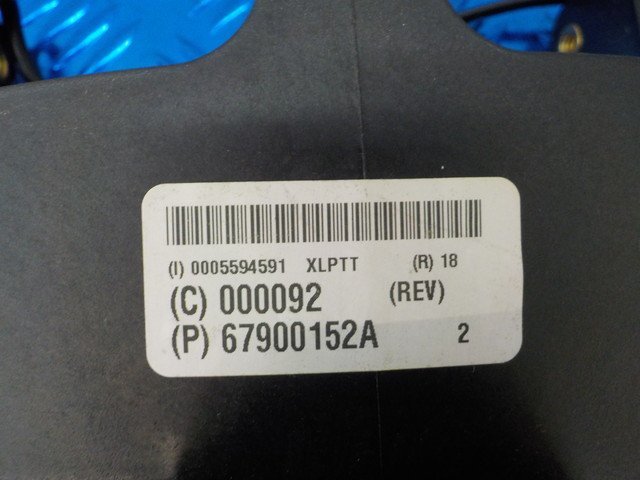 (I) 0005594591 XLPTT (R) 18
(C) 000092 (REV)
(P) 67900152A 2